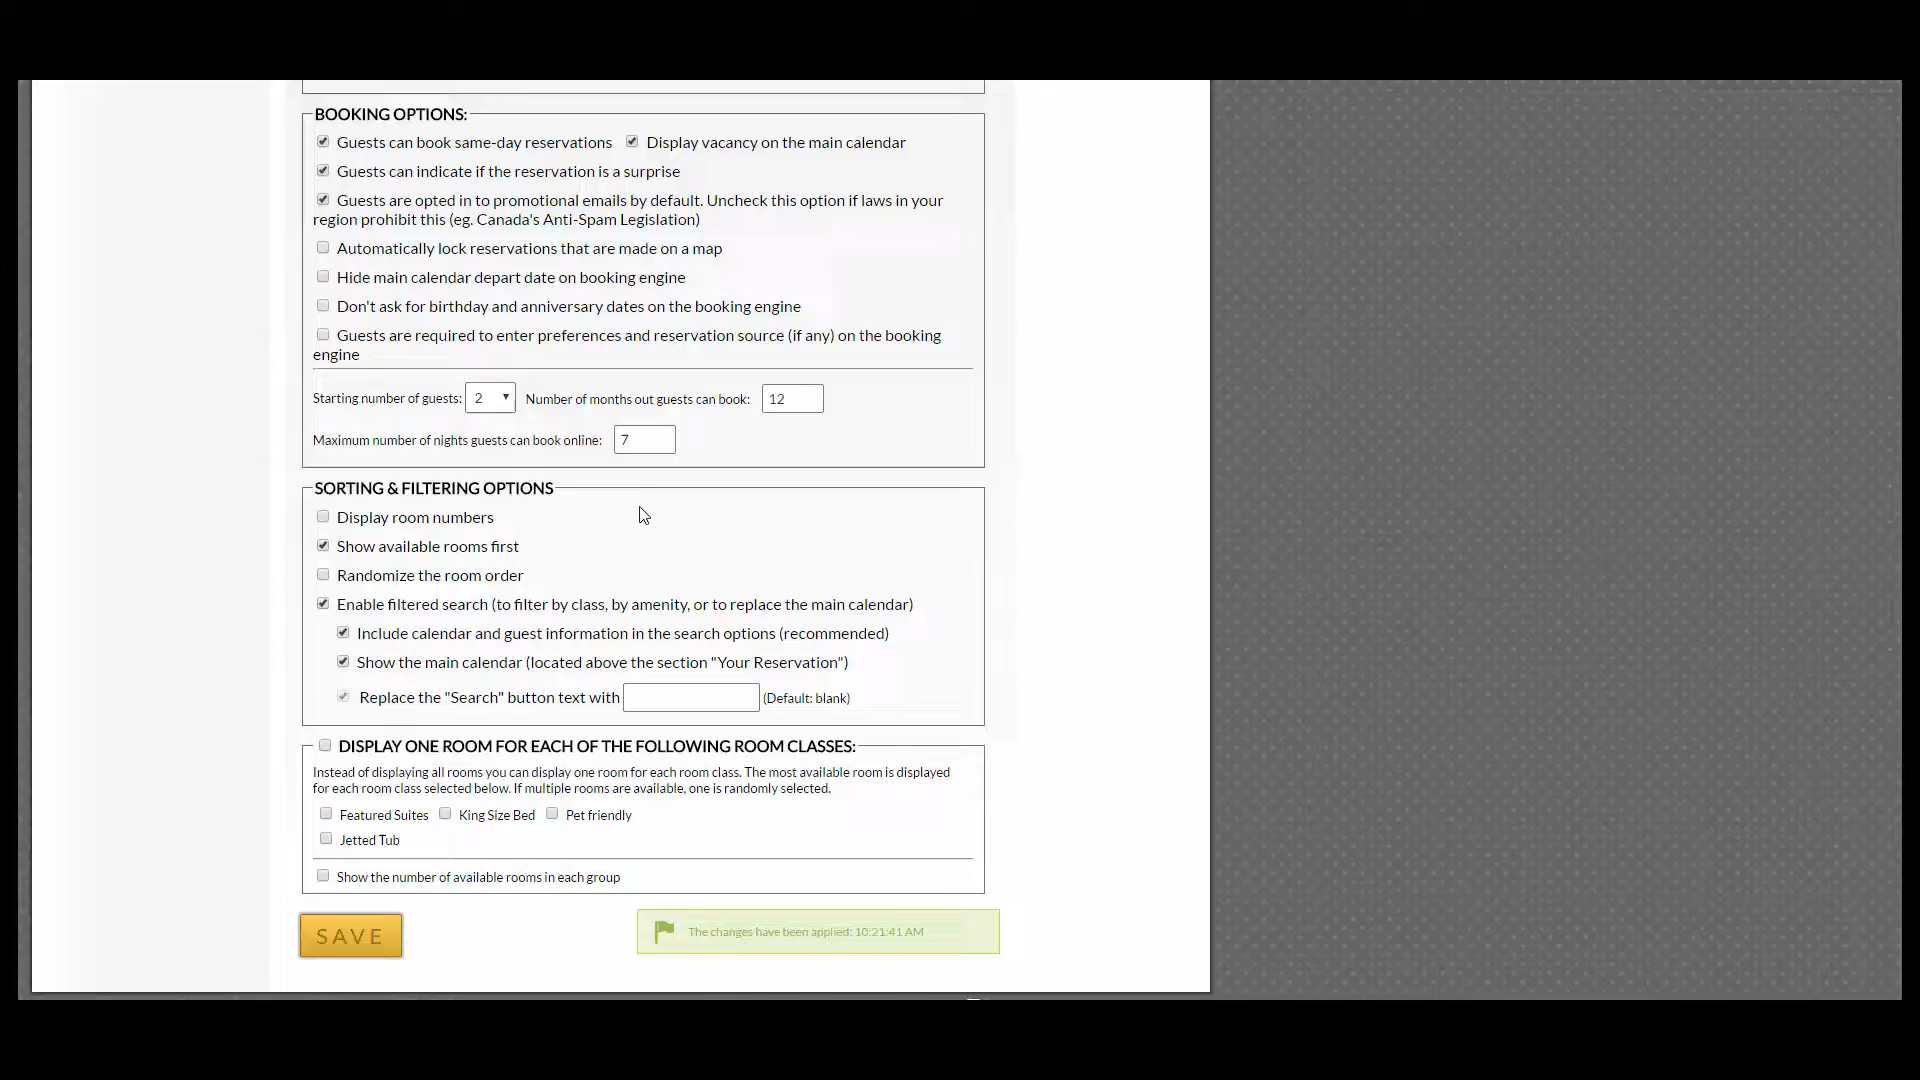 BOOKING OPTIONS:
Guests can book same-day reservations Display vacancy on the main calendar
Guests can indicate if the reservation is a surprise
Guests are opted in to promotional emails by default. Uncheck this option if laws in your
region prohibit this (eg. Canada's Anti-Spam Legislation)
Automatically lock reservations that are made on a map
Hide main calendar depart date on booking engine
Don't ask for birthday and anniversary dates on the booking engine
Guests are required to enter preferences and reservation source (if any) on the booking
engine
Starting number of guests: 2 Number of months out guests can book: 12
Maximum number of nights guests can book online: 7
SORTING & FILTERING OPTIONS
Display room numbers
Show available rooms first
Randomize the room order
Enable filtered search (to filter by class, by amenity, or to replace the main calendar)
Include calendar and guest information in the search options (recommended)
Show the main calendar (located above the section "Your Reservation")
Replace the "Search" button text with (Default: blank)
DISPLAY ONE ROOM FOR EACH OF THE FOLLOWING ROOM CLASSES:
Instead of displaying all rooms you can display one room for each room class. The most available room is displayed
for each room class selected below. If multiple rooms are available, one is randomly selected.
Featured Suites King Size Bed Pet friendly
Jetted Tub
Show the number of available rooms in each group
SAVE The changes have been applied: 10:21:41 AM